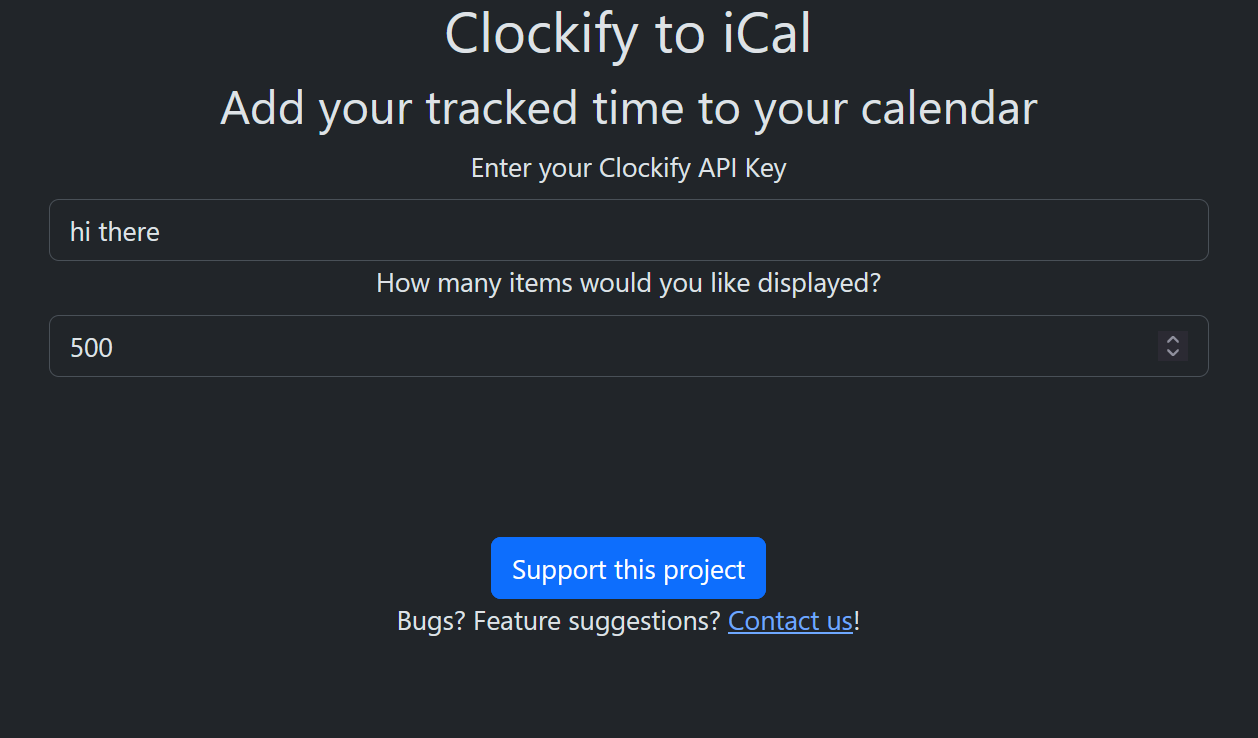 Clockify to iCal
Add your tracked time to your calendar
Enter your Clockify API Key
hi there
How many items would you like displayed?
500
Support this project
Bugs? Feature suggestions? Contact us!